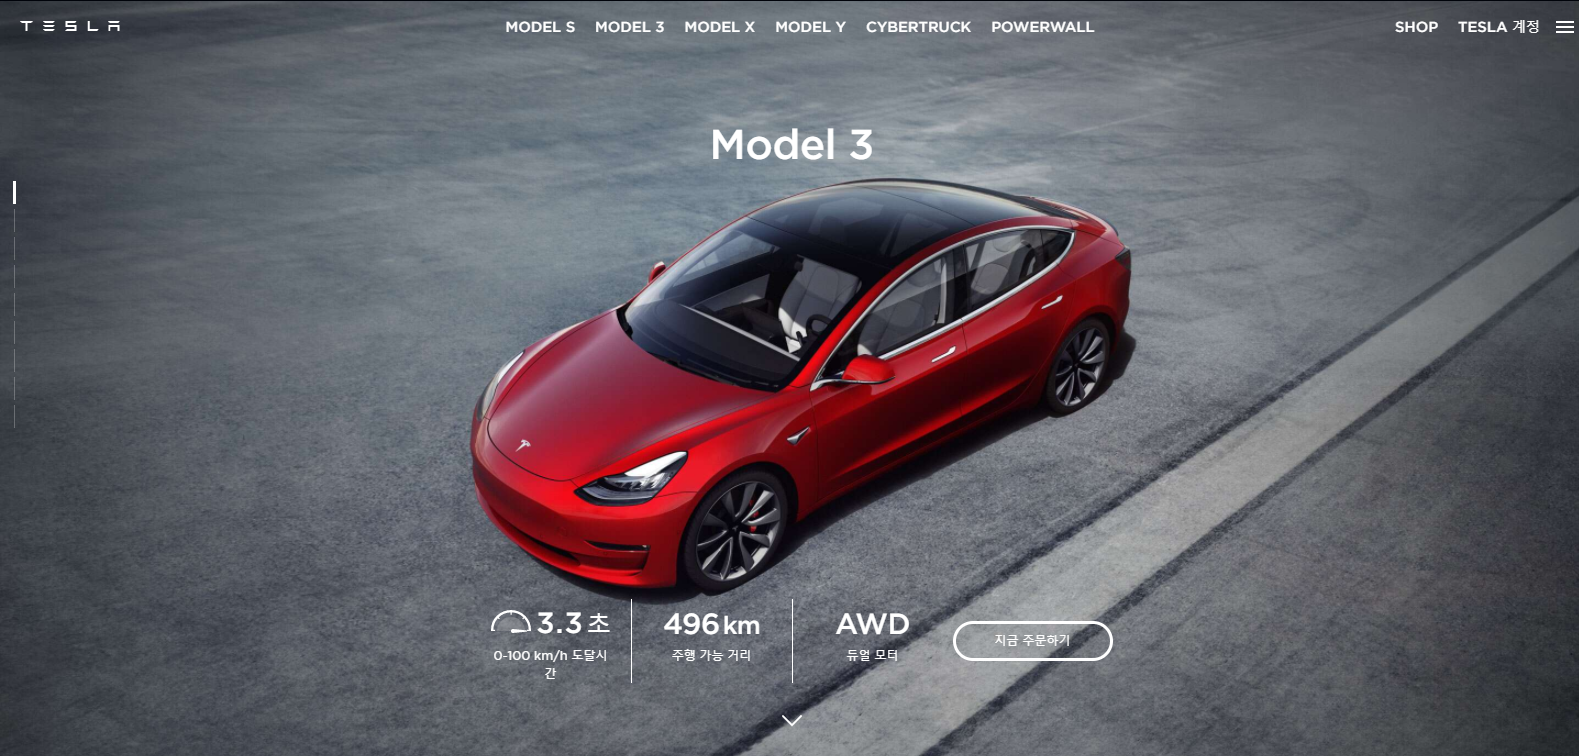 TESLA
MODEL S MODEL 3 MODEL X MODEL Y CYBERTRUCK POWERWALL
SHOP TESLA 계정
Model 3
3.3 초
0-100 km/h 도달시
간
496 km
주행 가능 거리
AWD
듀얼 모터
지금 주문하기